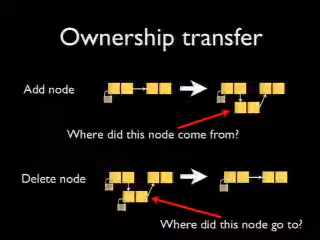 Ownership transfer
Add node
Where did this node come from?
Delete node
Where did this node go to?